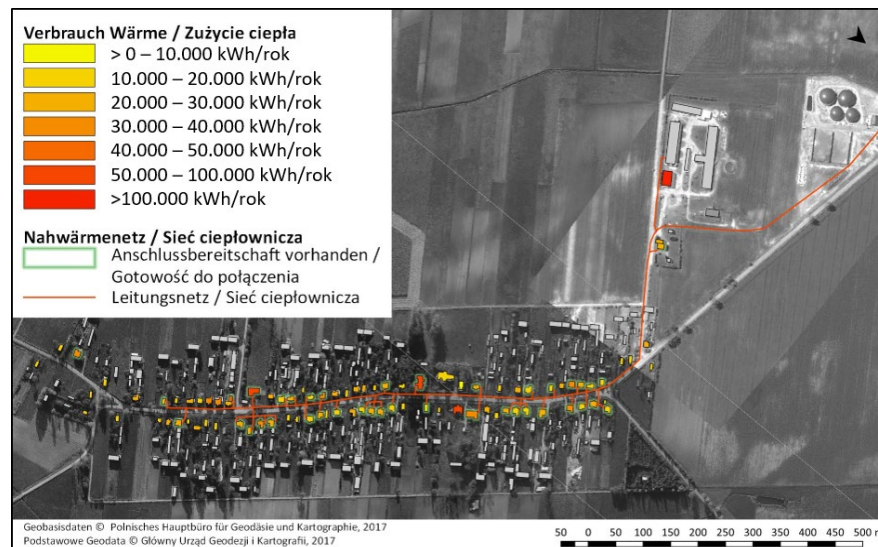 Verbrauch Wärme / Zużycie ciepła
> 0 – 10.000 kWh/rok
10.000 – 20.000 kWh/rok
20.000 – 30.000 kWh/rok
30.000 – 40.000 kWh/rok
40.000 – 50.000 kWh/rok
50.000 – 100.000 kWh/rok
>100.000 kWh/rok
Nahwärmenetz / Sieć ciepłownicza
Anschlussbereitschaft vorhanden /
Gotowość do połączenia
Leitungsnetz / Sieć ciepłownicza
Geobasisdaten © Polnisches Hauptbüro für Geodäsie und Kartographie, 2017
Podstawowe Geodata © Główny Urząd Geodezji i Kartografii, 2017
50 0 50 100 150 200 250 300 350 400 450 500 m